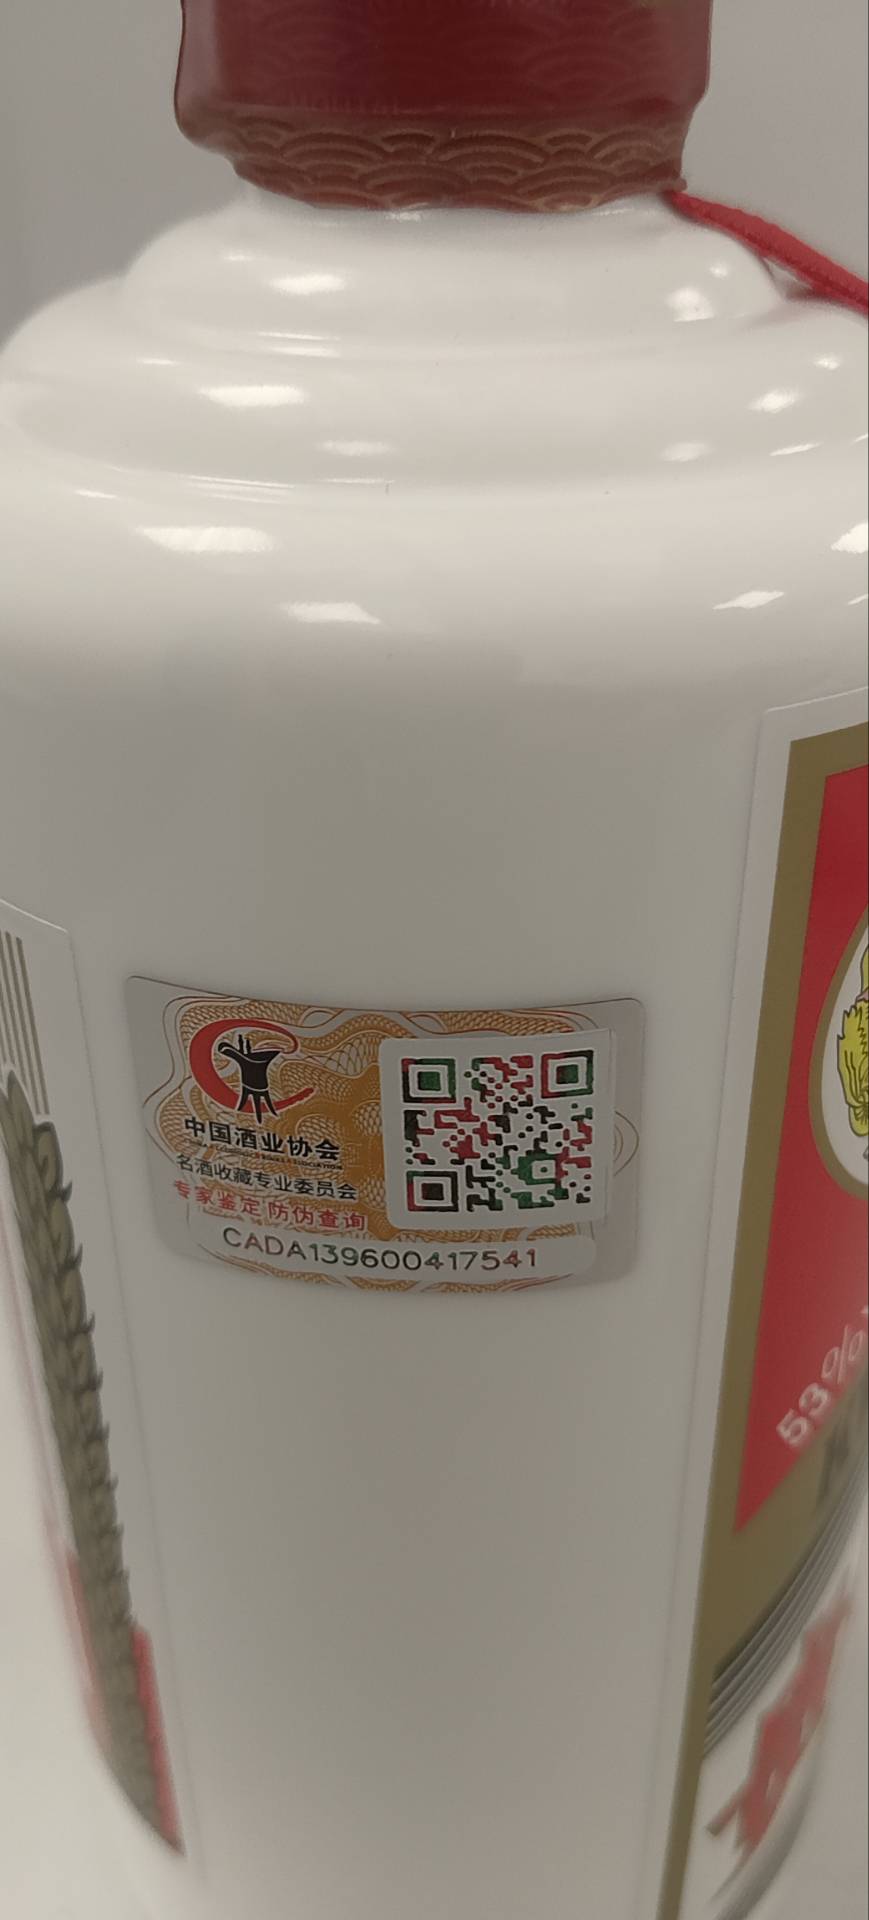 中国酒业协会
名酒收藏专业委员会
专家鉴定 防伪查询
CADA139600417541
53%